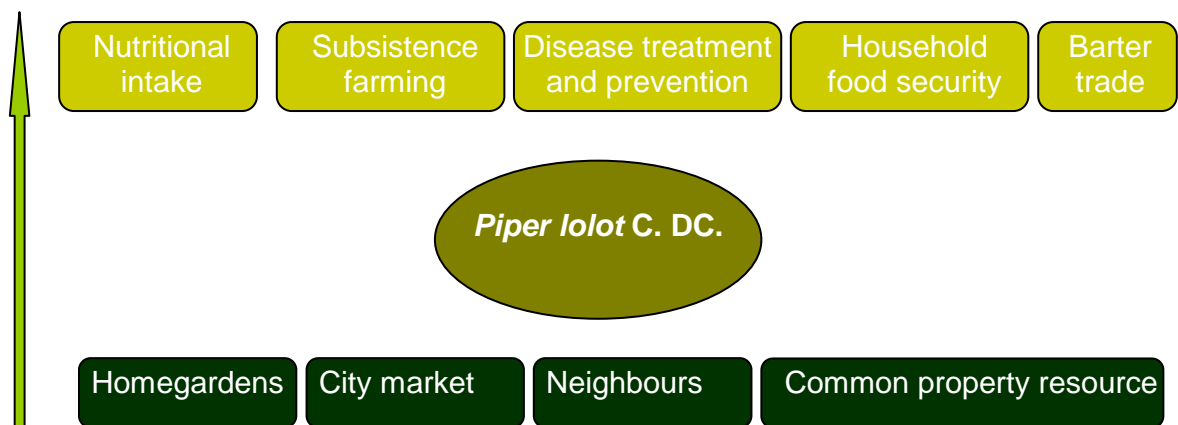 Nutritional
intake
Subsistence
farming
Disease treatment
and prevention
Household
food security
Barter
trade
Piper lolot C. DC.
Homegardens
City market
Neighbours
Common property resource